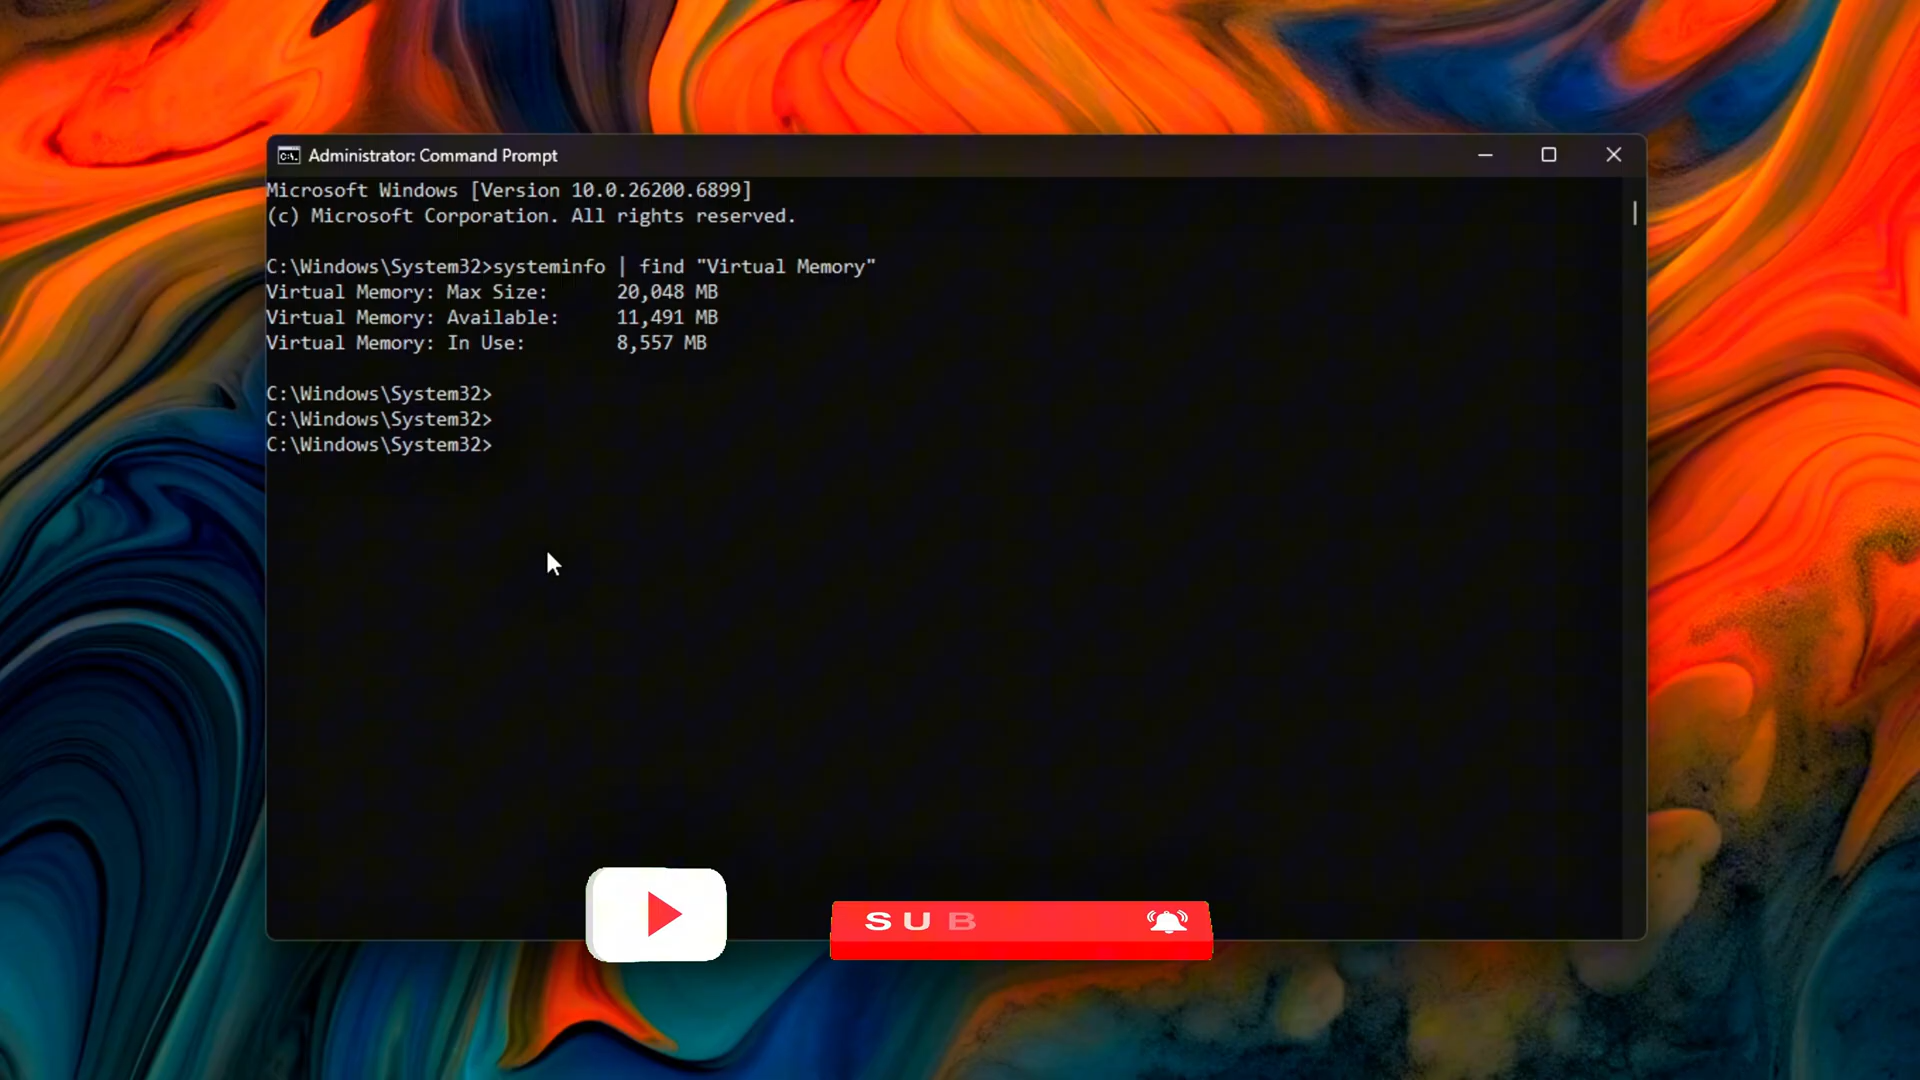 Administrator: Command Prompt
Microsoft Windows [Version 10.0.26200.6899]
(c) Microsoft Corporation. All rights reserved.
C:\Windows\System32>systeminfo | find "Virtual Memory"
Virtual Memory: Max Size:      20,048 MB
Virtual Memory: Available:     11,491 MB
Virtual Memory: In Use:        8,557 MB
C:\Windows\System32>
C:\Windows\System32>
C:\Windows\System32>
SUB